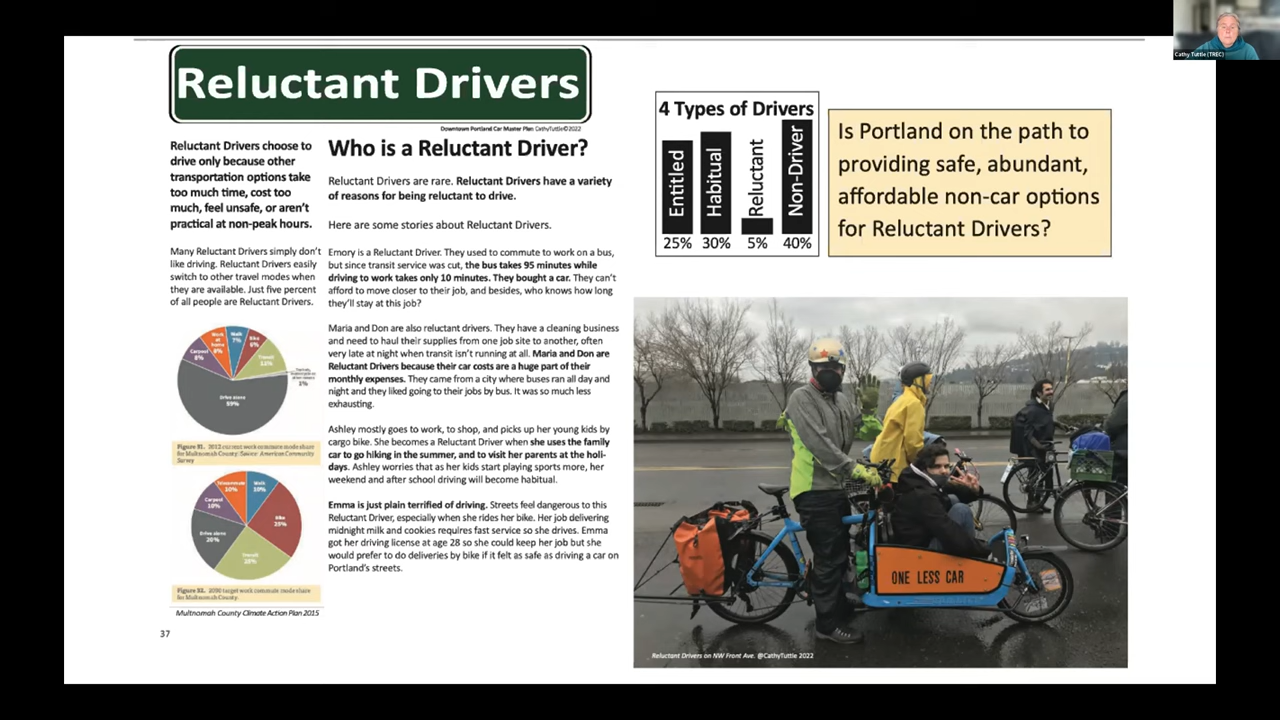 Cathy Tuttle (TREC)
Reluctant Drivers
Downtown Portland Car Master Plan CathyTuttle©2022
Reluctant Drivers choose to
drive only because other
transportation options take
too much time, cost too
much, feel unsafe, or aren't
practical at non-peak hours.
Many Reluctant Drivers simply don't
like driving. Reluctant Drivers easily
switch to other travel modes when
they are available. Just five percent
of all people are Reluctant Drivers.
Carpool
8%
Work
at
home
Walk
7%
Bike
6%
Transit
Drive alone
59%
1%
Figure 31. 2012 current work commute mode share
for Multnomah County. Source: American Community
Survey
Telecommute
10%
Walk
Bike
25%
Carpool
10%
Drive alone
20%
Transit
for Multnomah County.
Multnomah County Climate Action Plan 2015
37
Who is a Reluctant Driver?
Reluctant Drivers are rare. Reluctant Drivers have a variety
of reasons for being reluctant to drive.
Here are some stories about Reluctant Drivers.
Emory is a Reluctant Driver. They used to commute to work on a bus,
but since transit service was cut, the bus takes 95 minutes while
driving to work takes only 10 minutes. They bought a car. They can't
afford to move closer to their job, and besides, who knows how long
they'll stay at this job?
Maria and Don are also reluctant drivers. They have a cleaning business
and need to haul their supplies from one job site to another, often
very late at night when transit isn't running at all. Maria and Don are
Reluctant Drivers because their car costs are a huge part of their
monthly expenses. They came from a city where buses ran all day and
night and they liked going to their jobs by bus. It was so much less
exhausting.
Ashley mostly goes to work, to shop, and picks up her young kids by
cargo bike. She becomes a Reluctant Driver when she uses the family
car to go hiking in the summer, and to visit her parents at the holi-
days. Ashley worries that as her kids start playing sports more, her
weekend and after school driving will become habitual.
Emma is just plain terrified of driving. Streets feel dangerous to this
Reluctant Driver, especially when she rides her bike. Her job delivering
midnight milk and cookies requires fast service so she drives. Emma
got her driving license at age 28 so she could keep her job but she
would prefer to do deliveries by bike if it felt as safe as driving a car on
Portland's streets.
4 Types of Drivers
Entitled
Habitual
Reluctant
Non-Driver
25% 30% 5% 40%
Is Portland on the path to
providing safe, abundant,
affordable non-car options
for Reluctant Drivers?
ONE LESS CAR
Reluctant Drivers on NW Front Ave. @CathyTuttle 2022